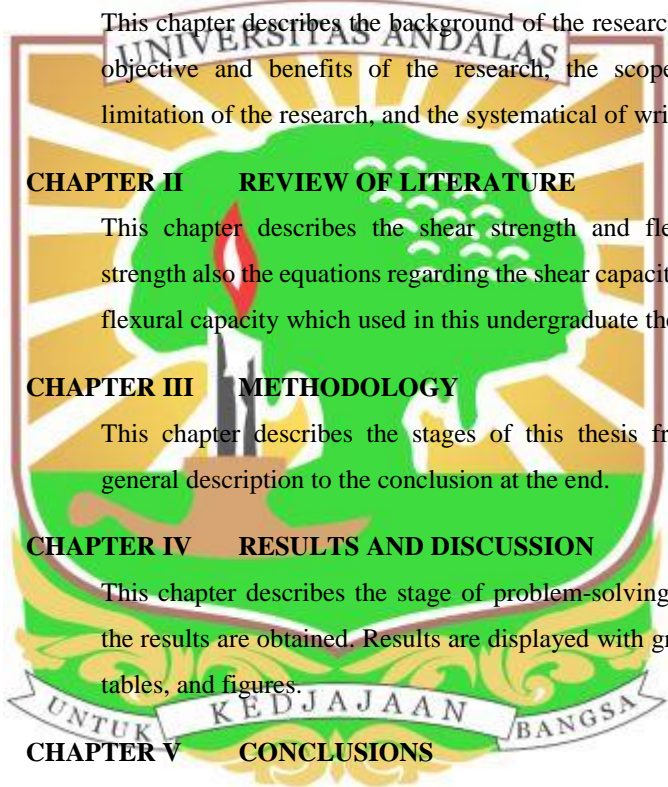 This chapter describes the background of the researc
UNIVERSITAS ANDALAS
objective and benefits of the research, the scope
limitation of the research, and the systematical of wri
CHAPTER II REVIEW OF LITERATURE
This chapter describes the shear strength and fle
strength also the equations regarding the shear capacit
flexural capacity which used in this undergraduate the
CHAPTER III METHODOLOGY
This chapter describes the stages of this thesis fr
general description to the conclusion at the end.
CHAPTER IV RESULTS AND DISCUSSION
This chapter describes the stage of problem-solving
the results are obtained. Results are displayed with gr
tables, and figures.
UNTUK KEDJAJAAN BANGSA
CHAPTER V CONCLUSIONS